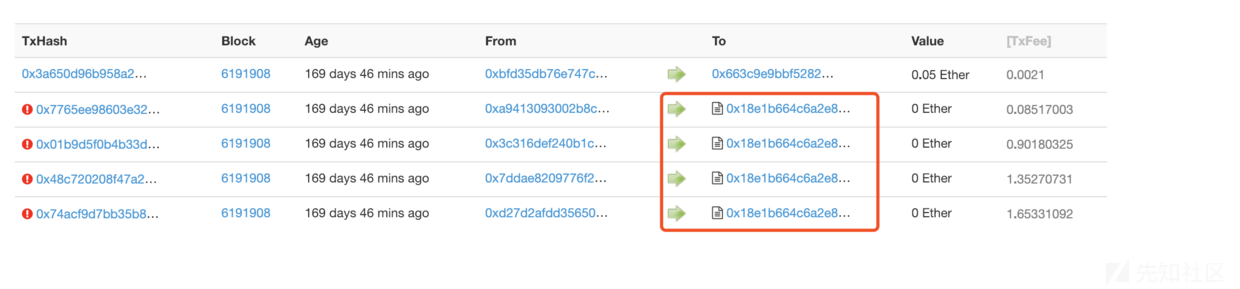 TxHash Block Age From To Value [TxFee]
0x3a650d96b958a2... 6191908 169 days 46 mins ago 0xbfd35db76e747c... 0x663c9e9bbf5282... 0.05 Ether 0.0021
0x7765ee98603e32... 6191908 169 days 46 mins ago 0xa9413093002b8c... 0x18e1b664c6a2e8... 0 Ether 0.08517003
0x01b9d5f0b4b33d... 6191908 169 days 46 mins ago 0x3c316def240b1c... 0x18e1b664c6a2e8... 0 Ether 0.90180325
0x48c720208f47a2... 6191908 169 days 46 mins ago 0x7ddae8209776f2... 0x18e1b664c6a2e8... 0 Ether 1.35270731
0x74acf9d7bb35b8... 6191908 169 days 46 mins ago 0xd27d2afdd35650... 0x18e1b664c6a2e8... 0 Ether 1.65331092
先知社区